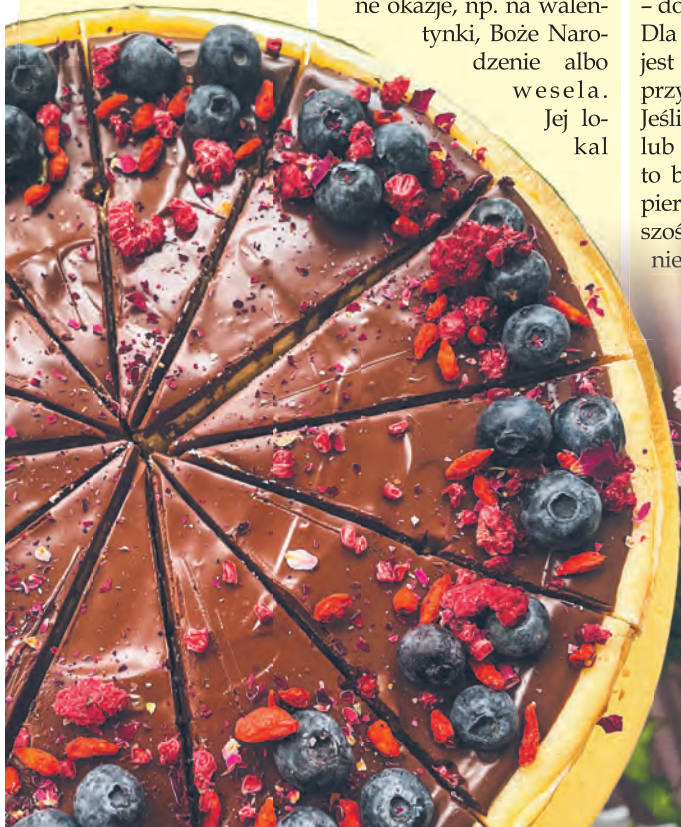 ne okazje, np. na walen-
tynki, Boże Naro-
dzenie albo
wesela.
Jej lo-
kal
– do
Dla
jest
przy
Jeśli
lub
to b
pier
szoś
nie